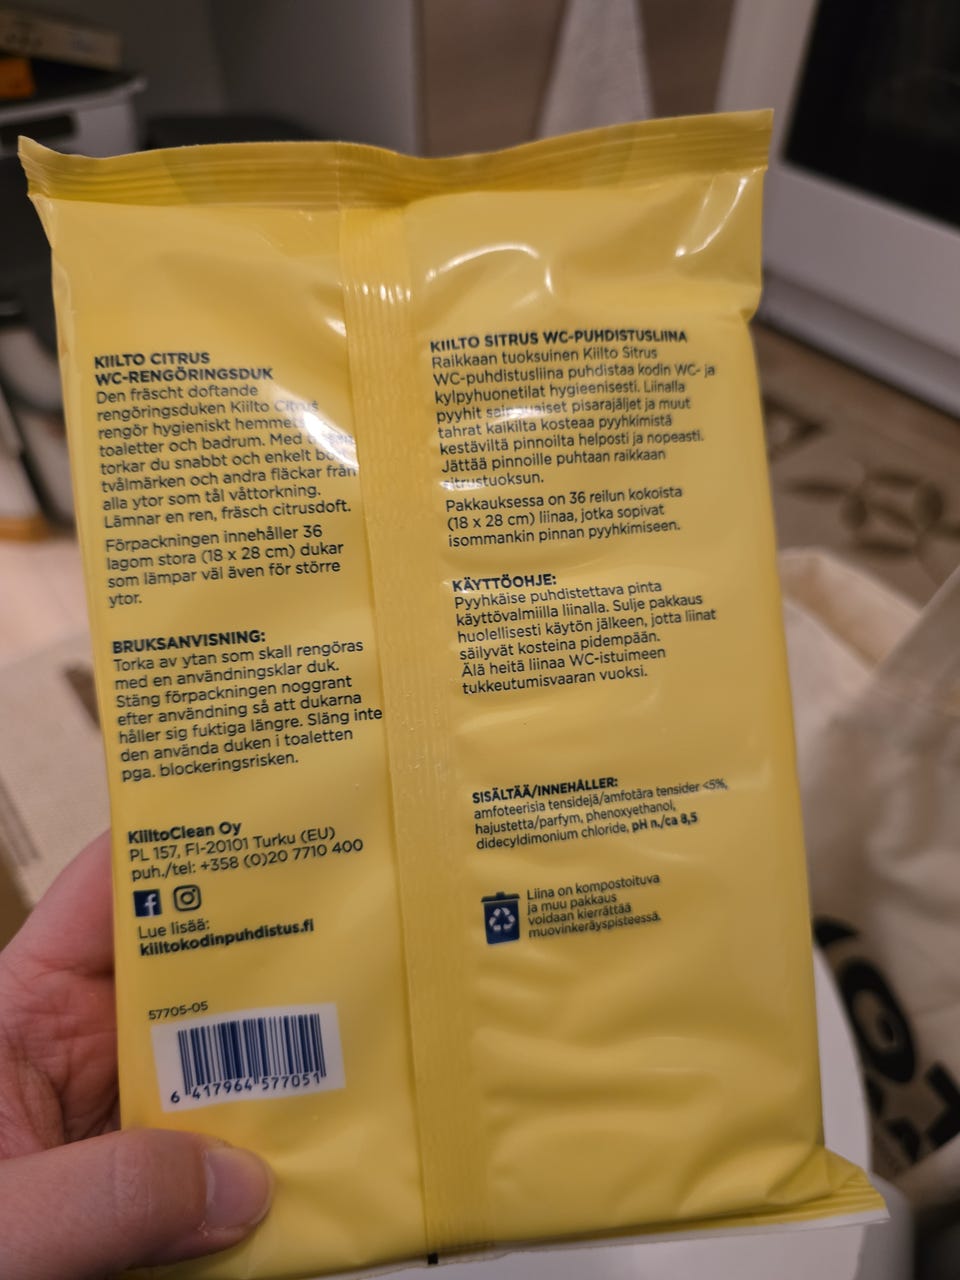 KIILTO CITRUS
WC-RENGÖRINGSDUK
Den fräscht doftande
rengöringsduken Kiilto Citrus
rengör hygieniskt hemmets
toaletter och badrum. Med
torkar du snabbt och enkelt
tvålmärken och andra fläckar från
alla ytor som tål våttorkning.
Lämnar en ren, fräsch citrusdoft.
Förpackningen innehåller 36
lagom stora (18 x 28 cm) dukar
som lämpar väl även för större
ytor.
BRUKSANVISNING:
Torka av ytan som skall rengöras
med en användningsklar duk.
Stäng förpackningen noggrant
efter användning så att dukarna
håller sig fuktiga längre. Släng inte
den använda duken i toaletten
pga. blockeringsrisken.
KiiltoClean Oy
PL 157, FI-20101 Turku (EU)
puh./tel: +358 (0)20 7710 400
Lue lisää:
kiiltokodinpuhdistus.fi
57705-05
6 417964 577051
KIILTO SITRUS WC-PUHDISTUSLIINA
Raikkaan tuoksuinen Kiilto Sitrus
WC-puhdistusliina puhdistaa kodin WC- ja
kylpyhuonetilat hygieenisesti. Liinalla
pyyhit saippuaiset pisarajäljet ja muut
tahrat kaikilta kosteaa pyyhkimistä
kestäviltä pinnoilta helposti ja nopeasti.
Jättää pinnoille puhtaan raikkaan
sitrustuoksun.
Pakkauksessa on 36 reilun kokoista
(18 x 28 cm) liinaa, jotka sopivat
isommankin pinnan pyyhkimiseen.
KÄYTTÖOHJE:
Pyyhkäise puhdistettava pinta
käyttövalmiilla liinalla. Sulje pakkaus
huolellisesti käytön jälkeen, jotta liinat
säilyvät kosteina pidempään.
Älä heitä liinaa WC-istuimeen
tukkeutumisvaaran vuoksi.
SISÄLTÄÄ/INNEHÅLLER:
amfoteerisia tensidejä/amfotära tensider <5%,
hajustetta/parfym, phenoxyethanol,
didecyldimonium chloride, pH n./ca 8,5
Liina on kompostoituva
ja muu pakkaus
voidaan kierrättää
muovinkeräyspisteessä.